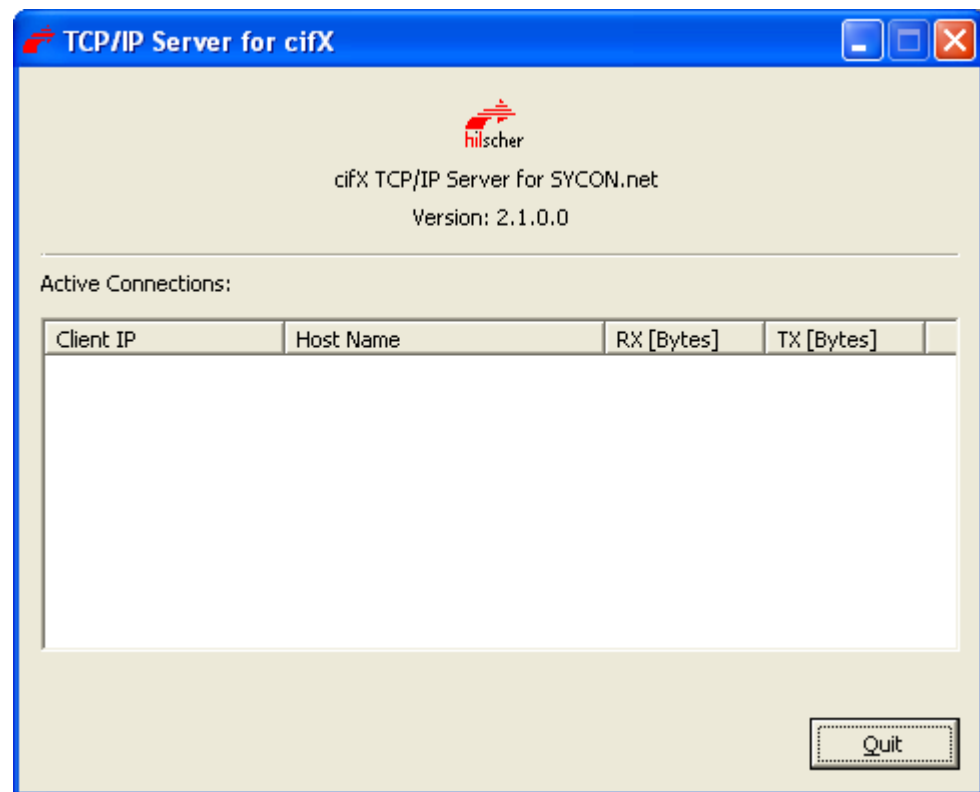 TCP/IP Server for cifX
hilscher
cifX TCP/IP Server for SYCON.net
Version: 2.1.0.0
Active Connections:
Client IP Host Name RX [Bytes] TX [Bytes]
Quit